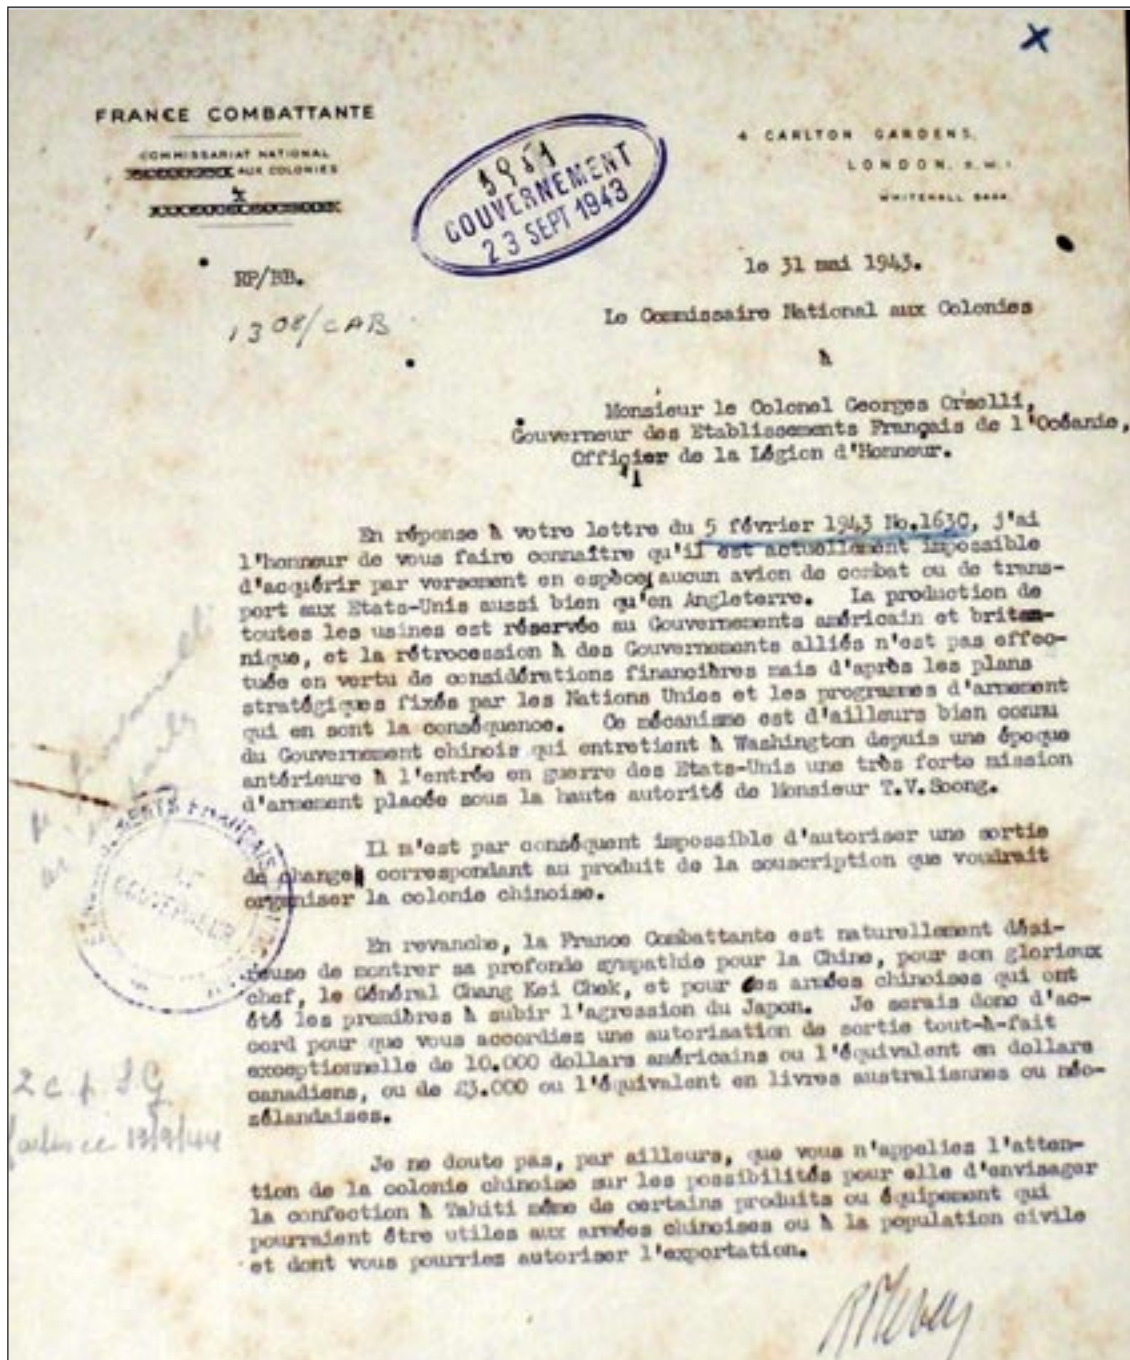 FRANCE COMBATTANTE
4 CARLTON GARDENS,
COMMISSARIAT NATIONAL
LONDON, S.W.1
AUX COLONIES
WHITEHALL
GOUVERNEMENT
23 SEPT 1943
le 31 mai 1943.
RP/BB.
1308/CAB
Le Commissaire National aux Colonies
à
Monsieur le Colonel Georges Orselli,
Gouverneur des Etablissements Français de l'Océanie,
Officier de la Légion d'Honneur.
En réponse à votre lettre du 5 février 1943 No.163C, j'ai
l'honneur de vous faire connaître qu'il est actuellement impossible
d'acquérir par versement en espèce aucun avion de combat ou de trans-
port aux Etats-Unis aussi bien qu'en Angleterre. La production de
toutes les usines est réservée au Gouvernements américain et britan-
nique, et la rétrocession à des Gouvernements alliés n'est pas effec-
tuée en vertu de considérations financières mais d'après les plans
stratégiques fixés par les Nations Unies et les programmes d'armement
qui en sont la conséquence. Ce mécanisme est d'ailleurs bien connu
du Gouvernement chinois qui entretient à Washington depuis une époque
antérieure à l'entrée en guerre des Etats-Unis une très forte mission
d'armement placée sous la haute autorité de Monsieur T.V.Soong.
Il m'est par conséquent impossible d'autoriser une sortie
de change correspondant au produit de la souscription que voudrait
organiser la colonie chinoise.
LE
GOUVERNEUR
En revanche, la France Combattante est naturellement dési-
reuse de montrer sa profonde sympathie pour la Chine, pour son glorieux
chef, le Général Chang Kei Chek, et pour ces armées chinoises qui ont
été les premières à subir l'agression du Japon. Je serais donc d'ac-
cord pour que vous accordiez une autorisation de sortie tout-à-fait
exceptionnelle de 10.000 dollars américains ou l'équivalent en dollars
canadiens, ou de £3.000 ou l'équivalent en livres australiennes ou néo-
zélandaises.
Je ne doute pas, par ailleurs, que vous n'appelies l'atten-
tion de la colonie chinoise sur les possibilités pour elle d'envisager
la confection à Tahiti même de certains produits ou équipement qui
pourraient être utiles aux armées chinoises ou à la population civile
et dont vous pourries autoriser l'exportation.